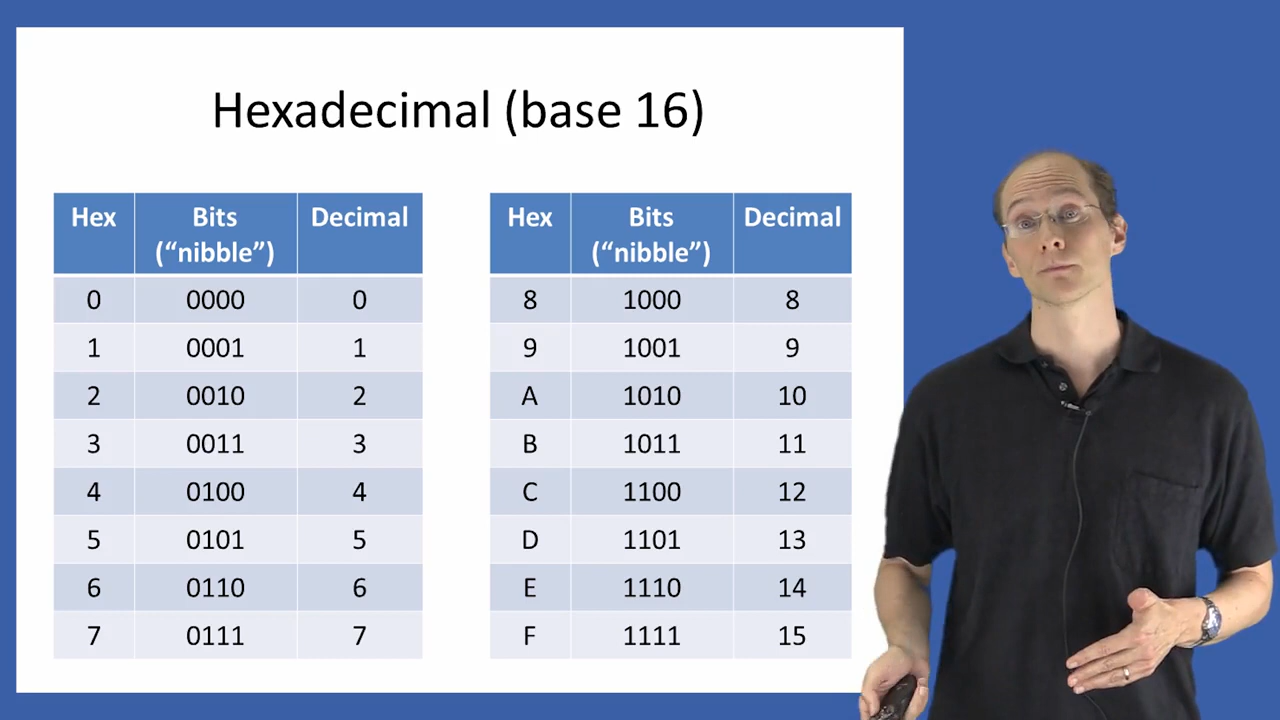 Hexadecimal (base 16)
Hex Bits Decimal
(“nibble”)
0 0000 0
1 0001 1
2 0010 2
3 0011 3
4 0100 4
5 0101 5
6 0110 6
7 0111 7
Hex Bits Decimal
(“nibble”)
8 1000 8
9 1001 9
A 1010 10
B 1011 11
C 1100 12
D 1101 13
E 1110 14
F 1111 15